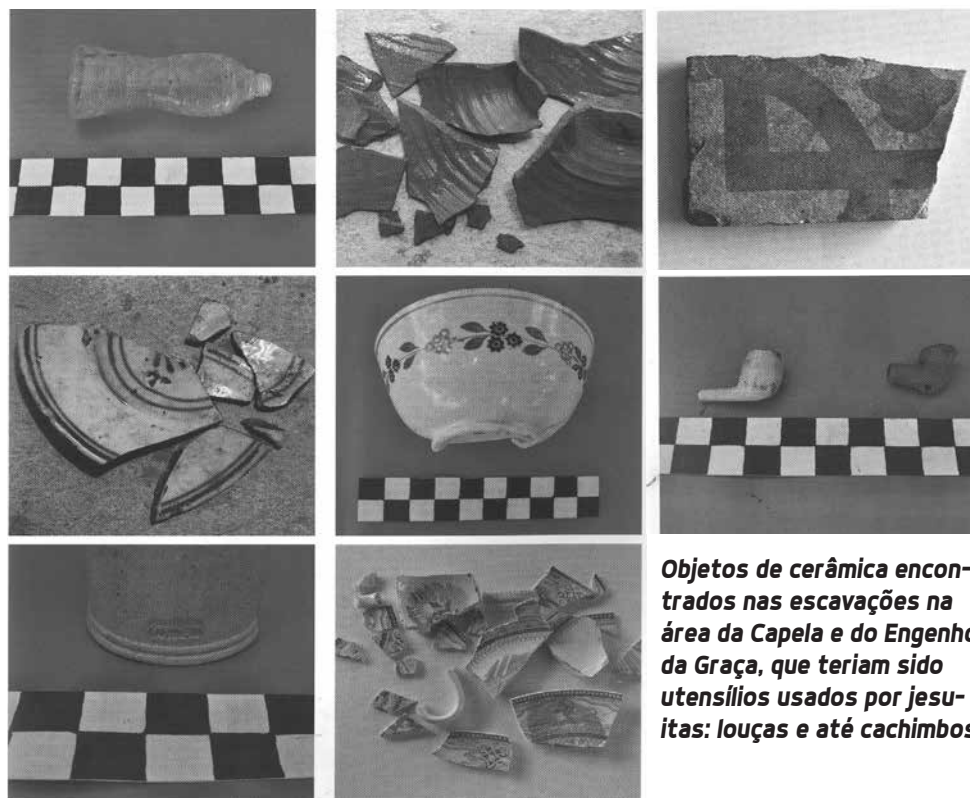 Objetos de cerâmica encon-
trados nas escavações na
área da Capela e do Engenho
da Graça, que teriam sido
utensílios usados por jesu-
itas: louças e até cachimbos